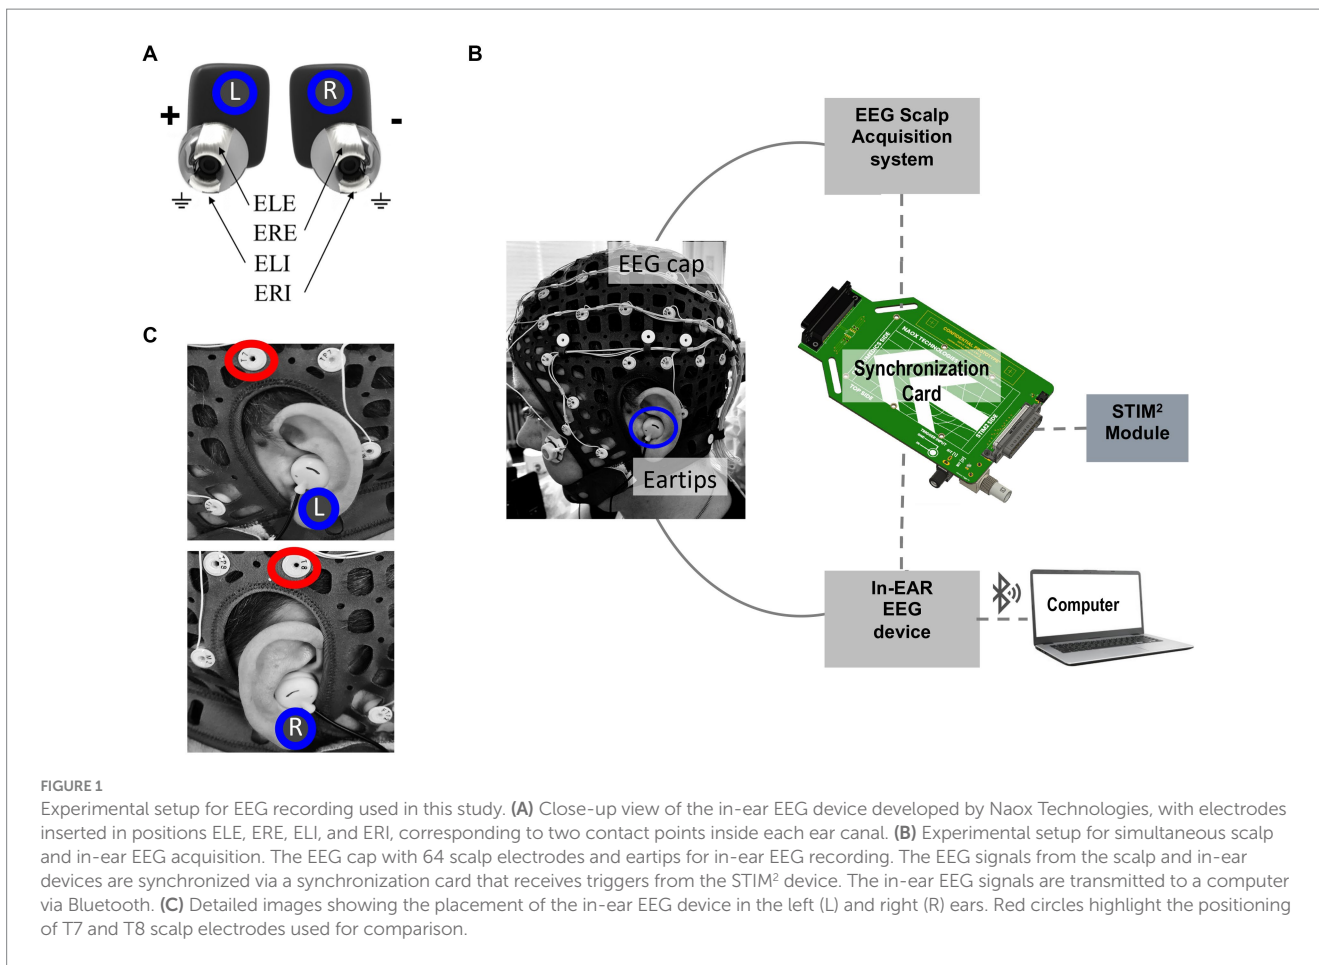 A
L
R
+
-
ELE
ERE
ELI
ERI
B
EEG Scalp
Acquisition
system
EEG cap
Eartips
NAOX TECHNOLOGIES
TOP SIDE
STIM2 SIDE
Synchronization
Card
STIM²
Module
In-EAR
EEG
device
Computer
C
L
T8
R
FIGURE 1
Experimental setup for EEG recording used in this study. (A) Close-up view of the in-ear EEG device developed by Naox Technologies, with electrodes
inserted in positions ELE, ERE, ELI, and ERI, corresponding to two contact points inside each ear canal. (B) Experimental setup for simultaneous scalp
and in-ear EEG acquisition. The EEG cap with 64 scalp electrodes and eartips for in-ear EEG recording. The EEG signals from the scalp and in-ear
devices are synchronized via a synchronization card that receives triggers from the STIM² device. The in-ear EEG signals are transmitted to a computer
via Bluetooth. (C) Detailed images showing the placement of the in-ear EEG device in the left (L) and right (R) ears. Red circles highlight the positioning
of T7 and T8 scalp electrodes used for comparison.